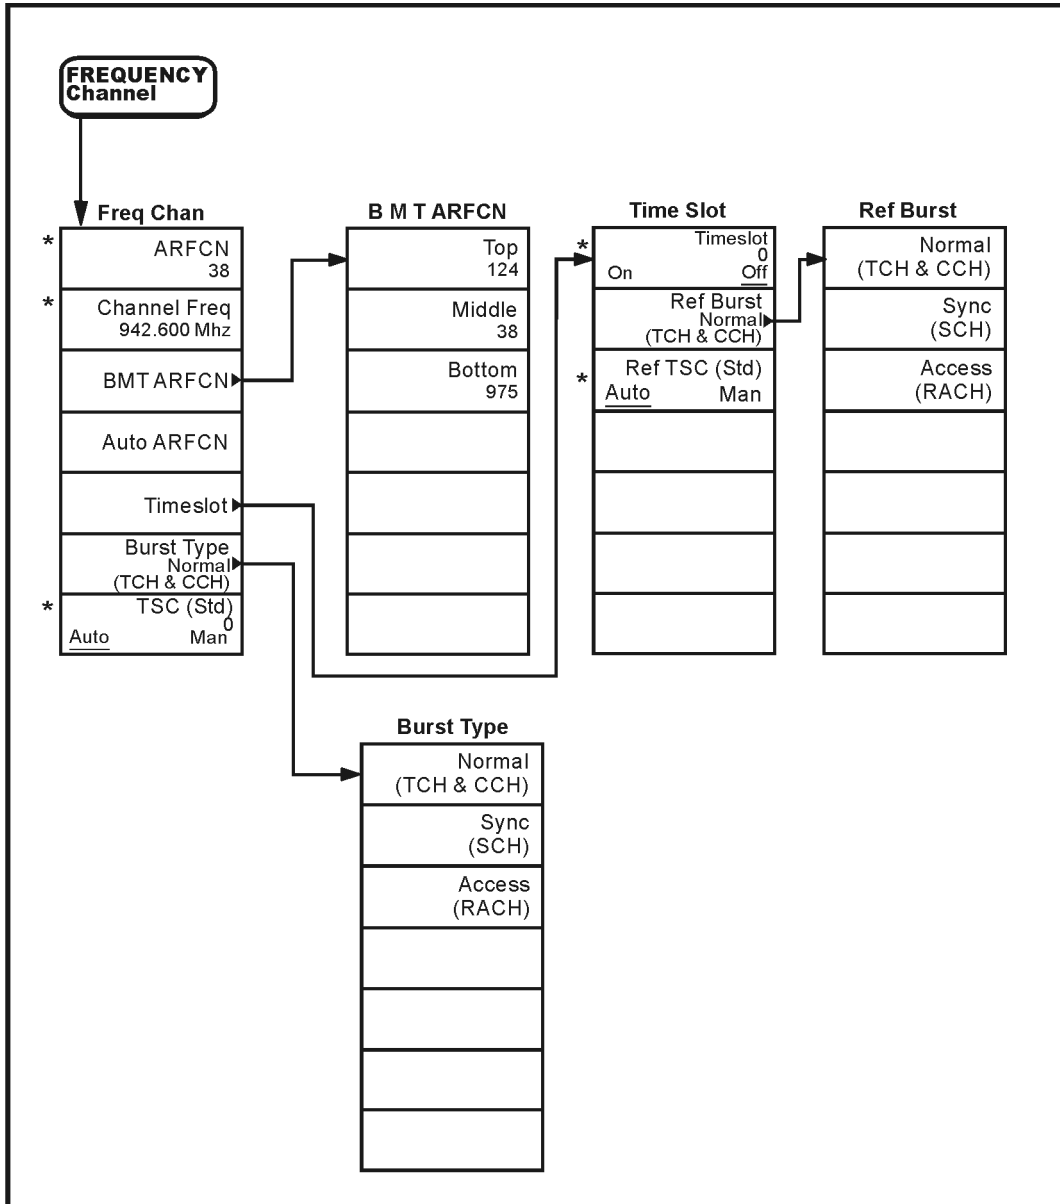 FREQUENCY
Channel
Freq Chan
*
ARFCN
38
*
Channel Freq
942.600 Mhz
BMT ARFCN
Auto ARFCN
Timeslot
Burst Type
Normal
(TCH & CCH)
*
TSC (Std)
0
Auto Man
B M T ARFCN
Top
124
Middle
38
Bottom
975
Time Slot
*
Timeslot
0
On Off
Ref Burst
Normal
(TCH & CCH)
*
Ref TSC (Std)
Auto Man
Ref Burst
Normal
(TCH & CCH)
Sync
(SCH)
Access
(RACH)
Burst Type
Normal
(TCH & CCH)
Sync
(SCH)
Access
(RACH)